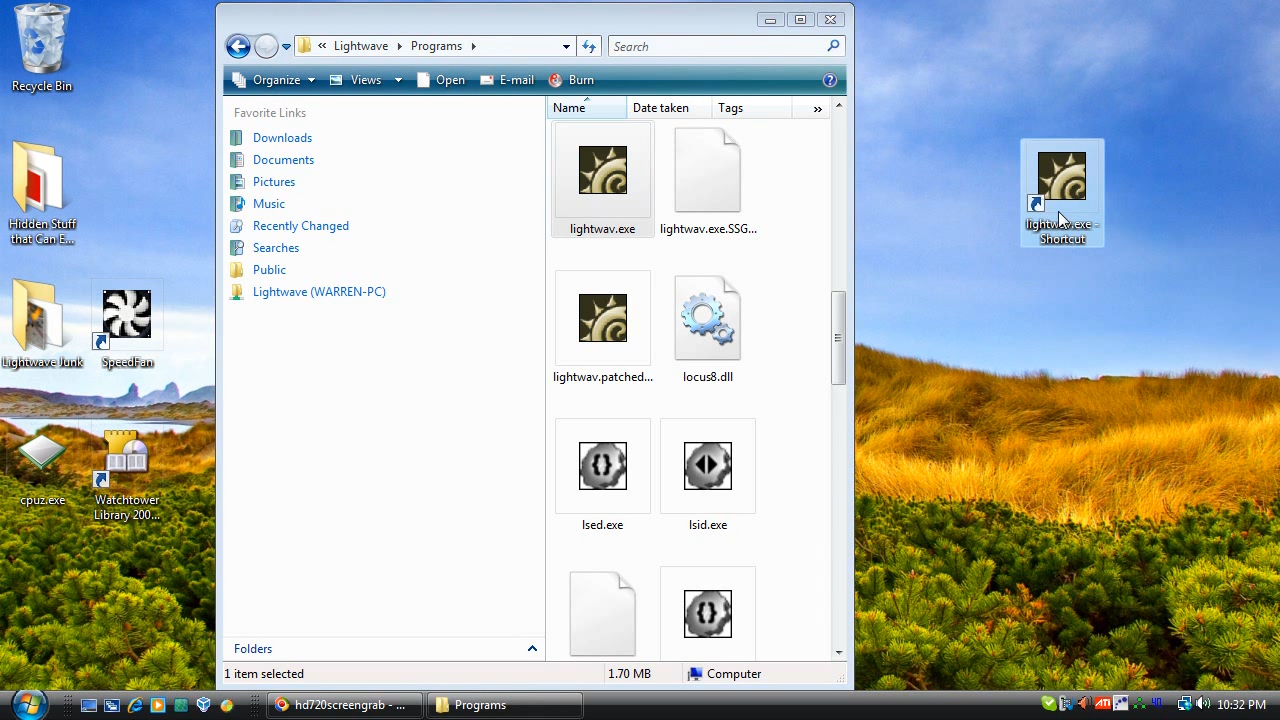 Recycle Bin
Hidden Stuff
that Can E...
Lightwave Junk
SpeedFan
cpuz.exe
Watchtower
Library 200...
« Lightwave Programs
Search
Organize Views Open E-mail Burn
Favorite Links
Downloads
Documents
Pictures
Music
Recently Changed
Searches
Public
Lightwave (WARREN-PC)
Folders
Name Date taken Tags »
lightwav.exe
lightwav.exe.SSG...
lightwav.patched...
locus8.dll
lsed.exe
lsid.exe
1 item selected
1.70 MB
Computer
lightwav.exe -
Shortcut
hd720screengrab - ...
Programs
ATI
10:32 PM